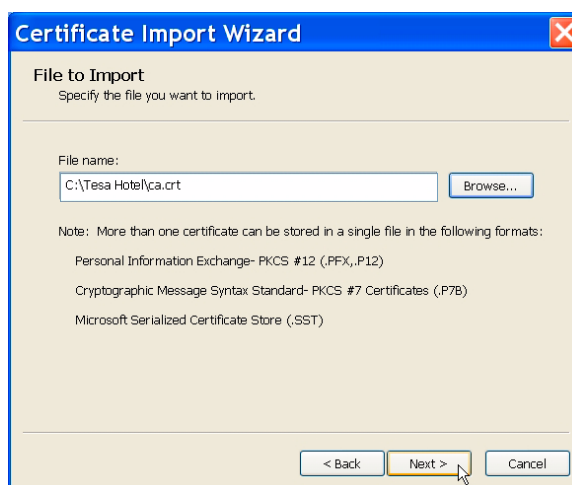 Certificate Import Wizard
File to Import
Specify the file you want to import.
File name:
C:\Tesa Hotel\ca.crt
Browse...
Note: More than one certificate can be stored in a single file in the following formats:
Personal Information Exchange- PKCS #12 (.PFX,.P12)
Cryptographic Message Syntax Standard- PKCS #7 Certificates (.P7B)
Microsoft Serialized Certificate Store (.SST)
< Back
Next >
Cancel